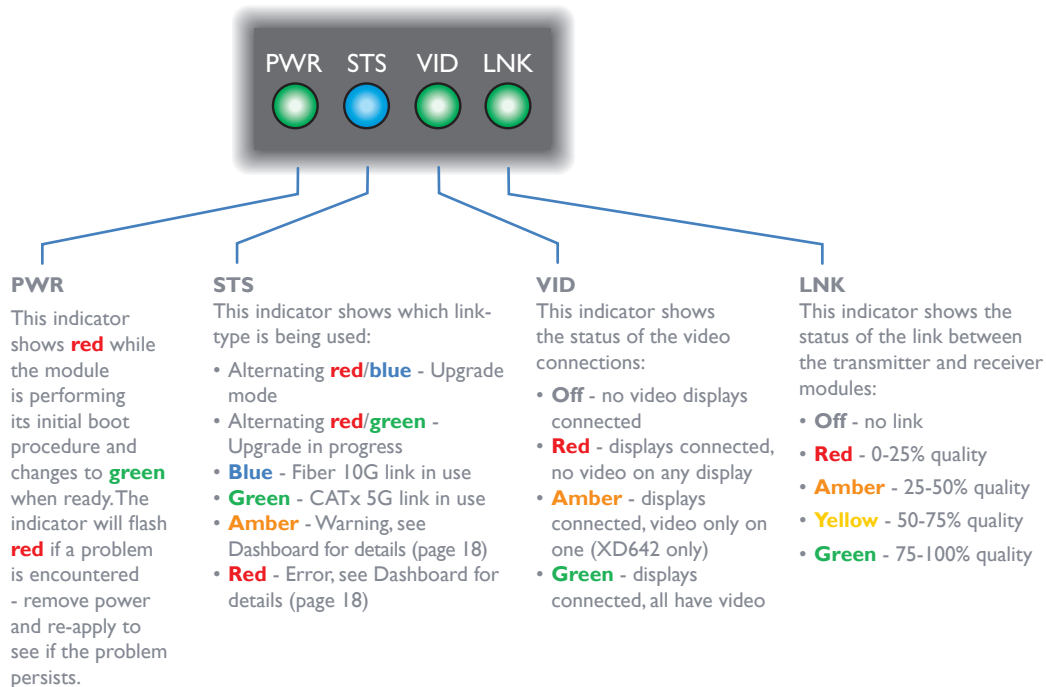 PWR STS VID LNK
PWR
This indicator
shows red while
the module
is performing
its initial boot
procedure and
changes to green
when ready. The
indicator will flash
red if a problem
is encountered
- remove power
and re-apply to
see if the problem
persists.
STS
This indicator shows which link-
type is being used:
• Alternating red/blue - Upgrade
mode
• Alternating red/green -
Upgrade in progress
• Blue - Fiber 10G link in use
• Green - CATx 5G link in use
• Amber - Warning, see
Dashboard for details (page 18)
• Red - Error, see Dashboard for
details (page 18)
VID
This indicator shows
the status of the video
connections:
• Off - no video displays
connected
• Red - displays connected,
no video on any display
• Amber - displays
connected, video only on
one (XD642 only)
• Green - displays
connected, all have video
LNK
This indicator shows the
status of the link between
the transmitter and receiver
modules:
• Off - no link
• Red - 0-25% quality
• Amber - 25-50% quality
• Yellow - 50-75% quality
• Green - 75-100% quality